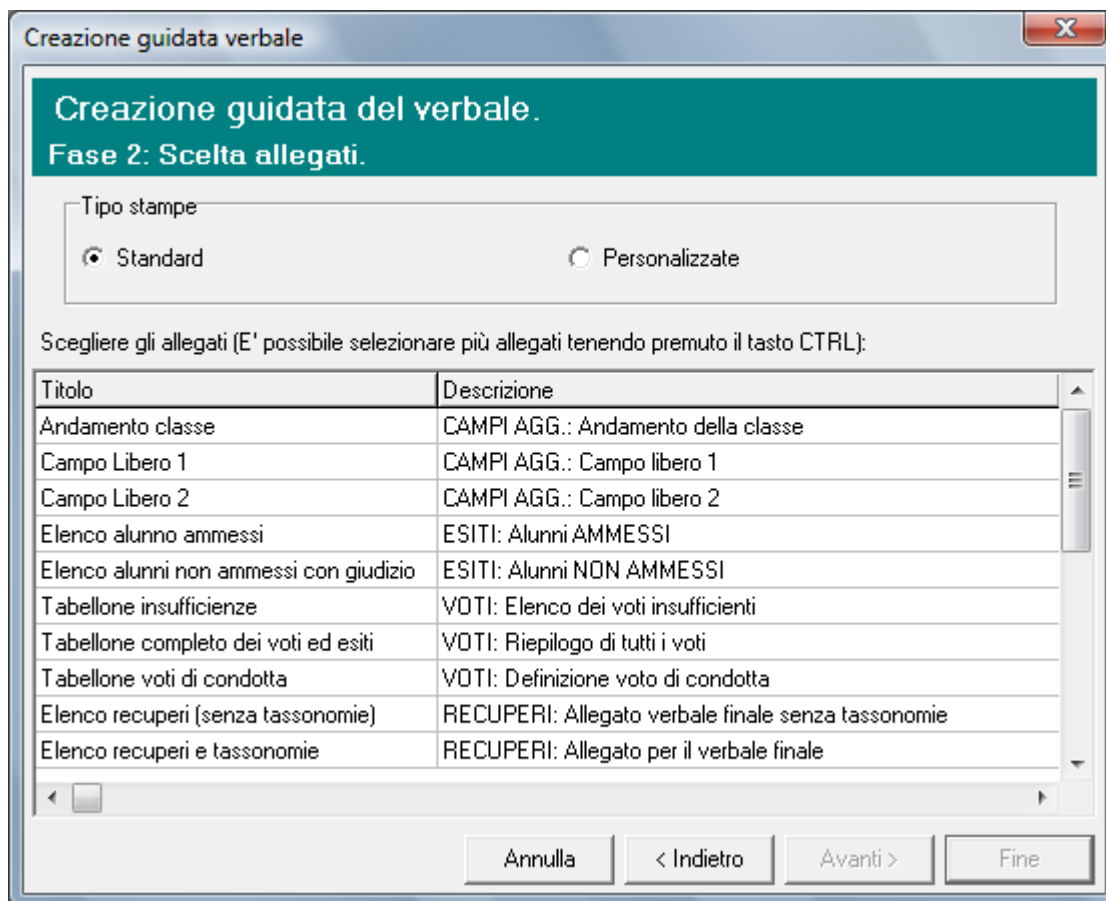 Creazione guidata verbale
Creazione guidata del verbale.
Fase 2: Scelta allegati.
Tipo stampe
Standard Personalizzate
Scegliere gli allegati (E' possibile selezionare più allegati tenendo premuto il tasto CTRL):
Titolo Descrizione
Andamento classe CAMPI AGG.: Andamento della classe
Campo Libero 1 CAMPI AGG.: Campo libero 1
Campo Libero 2 CAMPI AGG.: Campo libero 2
Elenco alunno ammessi ESITI: Alunni AMMESSI
Elenco alunni non ammessi con giudizio ESITI: Alunni NON AMMESSI
Tabellone insufficienze VOTI: Elenco dei voti insufficienti
Tabellone completo dei voti ed esiti VOTI: Riepilogo di tutti i voti
Tabellone voti di condotta VOTI: Definizione voto di condotta
Elenco recuperi (senza tassonomie) RECUPERI: Allegato verbale finale senza tassonomie
Elenco recuperi e tassonomie RECUPERI: Allegato per il verbale finale
Annulla < Indietro Avanti > Fine